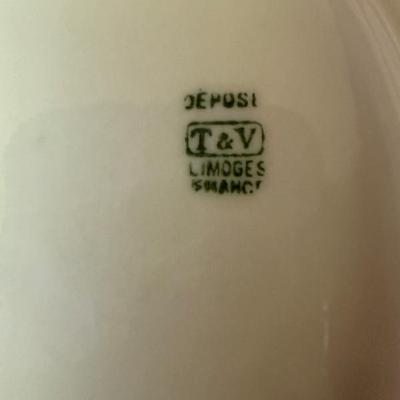 DÉPOSÉ
T & V
LIMOGES
FRANCE